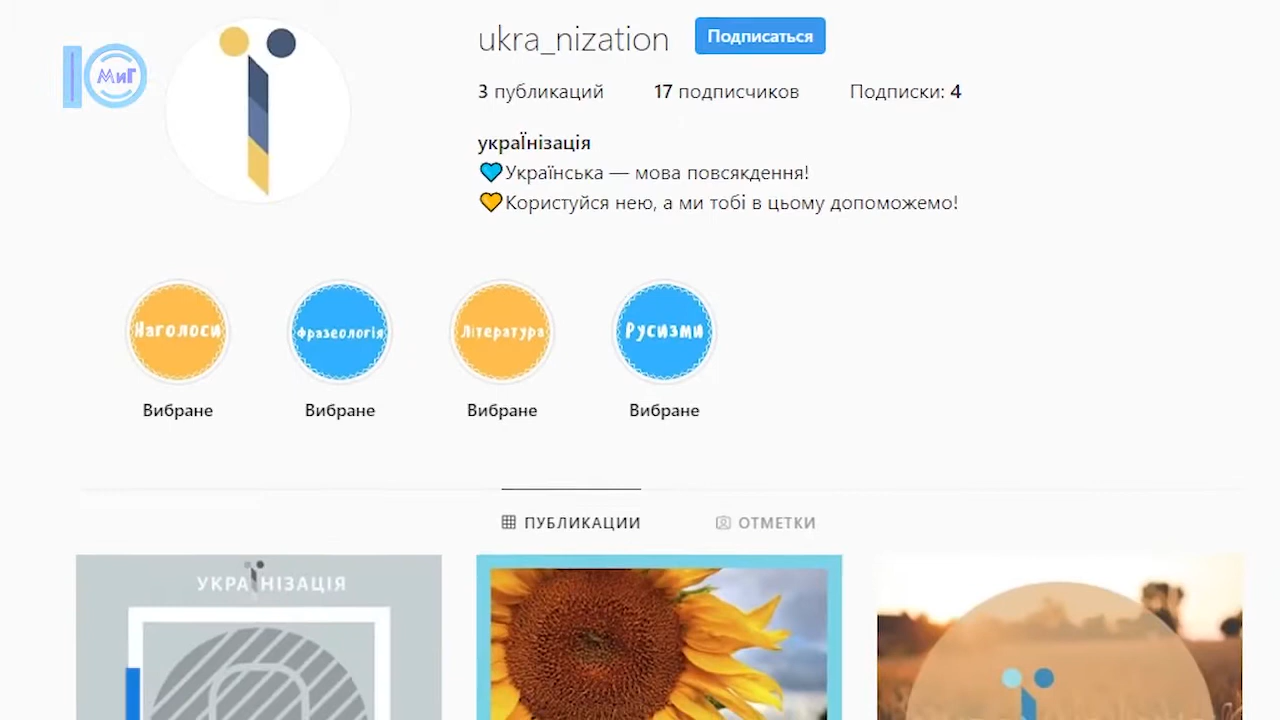 МиГ
ukra_nization
Подписаться
3 публикаций
17 подписчиков
Подписки: 4
украЇнізація
Українська — мова повсякдення!
Користуйся нею, а ми тобі в цьому допоможемо!
Наголоси
Фразеологія
Література
Русизми
Вибране
Вибране
Вибране
Вибране
ПУБЛИКАЦИИ
ОТМЕТКИ
УКРАЇНІЗАЦІЯ